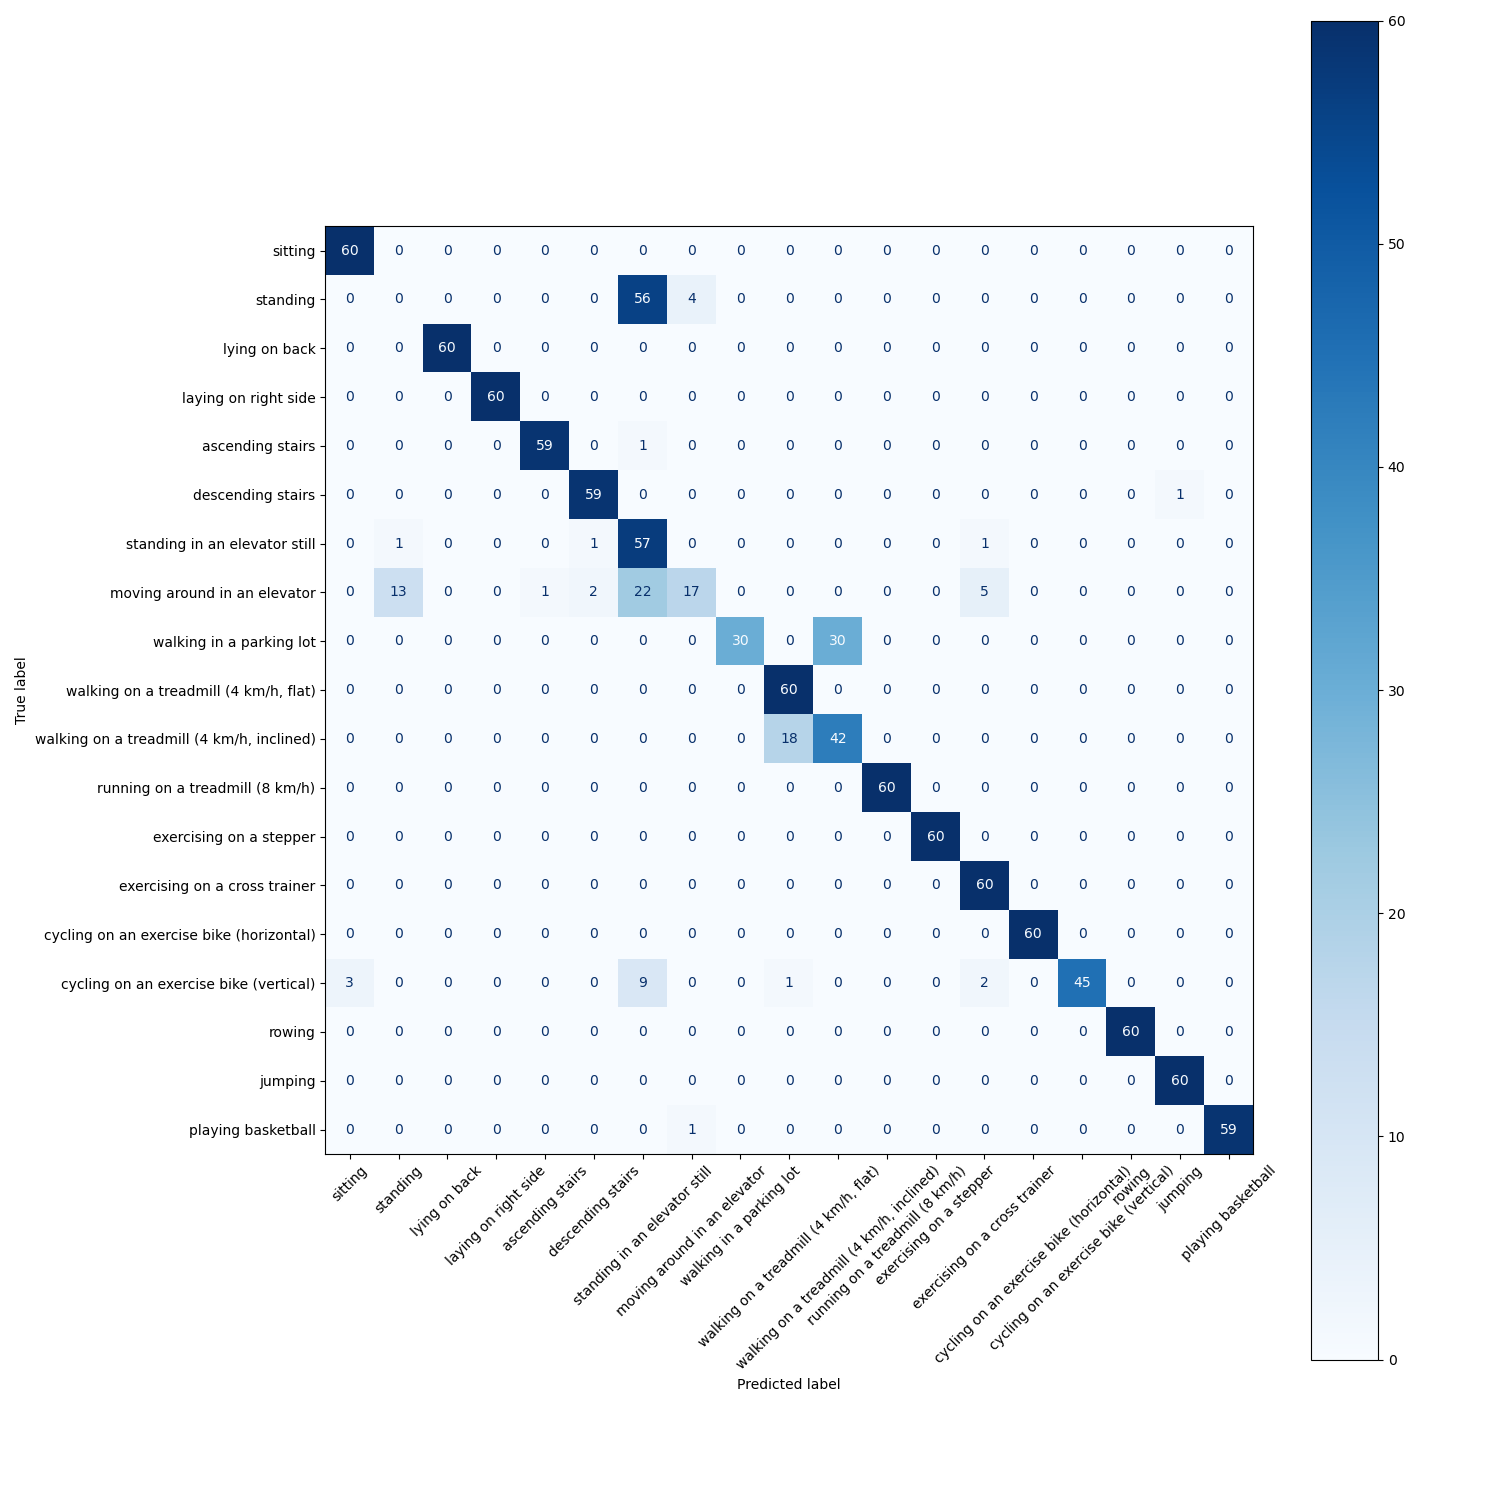 60
50
40
30
20
10
0
True label
sitting 60 0 0 0 0 0 0 0 0 0 0 0 0 0 0 0 0 0 0
standing 0 0 0 0 0 0 56 4 0 0 0 0 0 0 0 0 0 0 0
lying on back 0 0 60 0 0 0 0 0 0 0 0 0 0 0 0 0 0 0 0
laying on right side 0 0 0 60 0 0 0 0 0 0 0 0 0 0 0 0 0 0 0
ascending stairs 0 0 0 0 59 0 1 0 0 0 0 0 0 0 0 0 0 0 0
descending stairs 0 0 0 0 0 59 0 0 0 0 0 0 0 0 0 0 0 1 0
standing in an elevator still 0 1 0 0 0 1 57 0 0 0 0 0 0 1 0 0 0 0 0
moving around in an elevator 0 13 0 0 1 2 22 17 0 0 0 0 0 5 0 0 0 0 0
walking in a parking lot 0 0 0 0 0 0 0 0 30 0 30 0 0 0 0 0 0 0 0
walking on a treadmill (4 km/h, flat) 0 0 0 0 0 0 0 0 0 60 0 0 0 0 0 0 0 0 0
walking on a treadmill (4 km/h, inclined) 0 0 0 0 0 0 0 0 0 18 42 0 0 0 0 0 0 0 0
running on a treadmill (8 km/h) 0 0 0 0 0 0 0 0 0 0 0 60 0 0 0 0 0 0 0
exercising on a stepper 0 0 0 0 0 0 0 0 0 0 0 0 60 0 0 0 0 0 0
exercising on a cross trainer 0 0 0 0 0 0 0 0 0 0 0 0 0 60 0 0 0 0 0
cycling on an exercise bike (horizontal) 0 0 0 0 0 0 0 0 0 0 0 0 0 0 60 0 0 0 0
cycling on an exercise bike (vertical) 3 0 0 0 0 0 9 0 0 1 0 0 0 2 0 45 0 0 0
rowing 0 0 0 0 0 0 0 0 0 0 0 0 0 0 0 0 60 0 0
jumping 0 0 0 0 0 0 0 0 0 0 0 0 0 0 0 0 0 60 0
playing basketball 0 0 0 0 0 0 0 1 0 0 0 0 0 0 0 0 0 0 59
sitting
standing
lying on back
laying on right side
ascending stairs
descending stairs
standing in an elevator still
moving around in an elevator
walking in a parking lot
walking on a treadmill (4 km/h, flat)
walking on a treadmill (4 km/h, inclined)
running on a treadmill (8 km/h)
exercising on a stepper
exercising on a cross trainer
cycling on an exercise bike (horizontal)
cycling on an exercise bike (vertical)
rowing
jumping
playing basketball
Predicted label